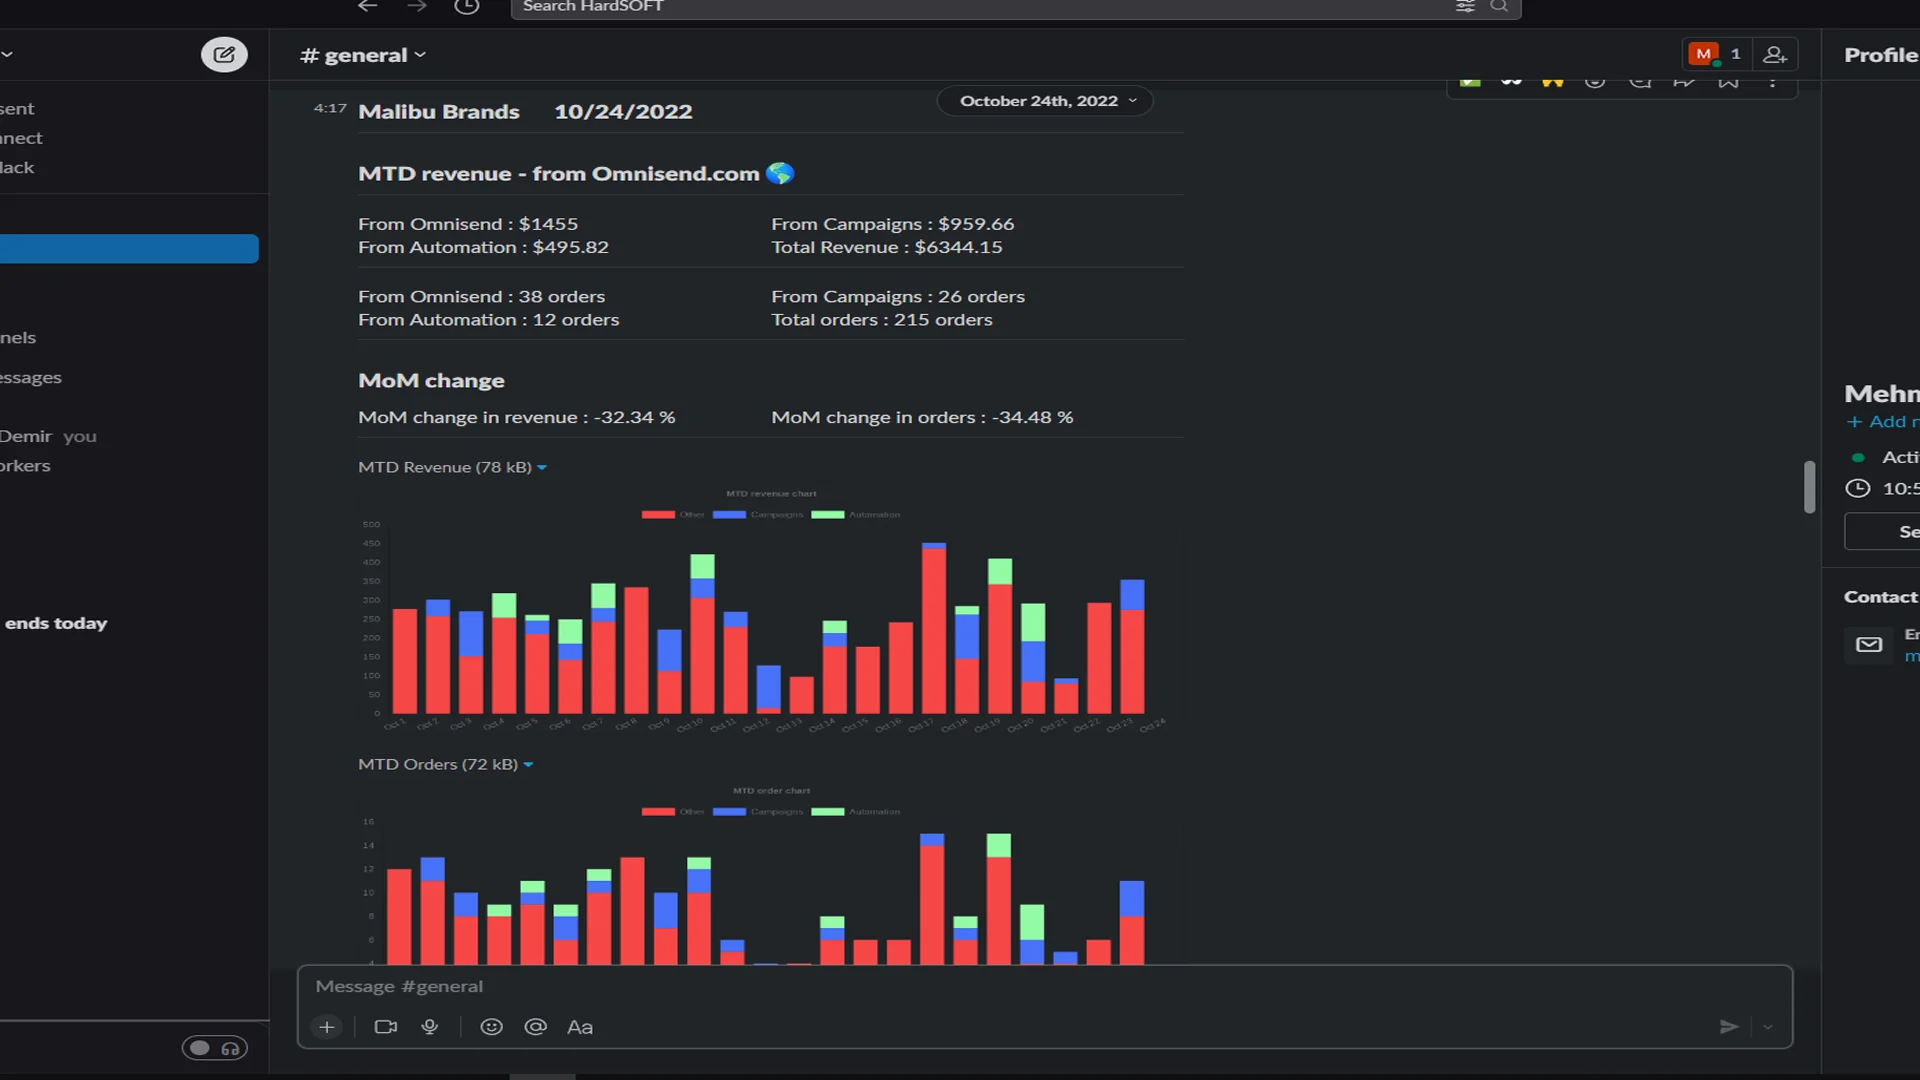 Search HardSOFT
# general
M 1
Profile
sent
nnect
lack
nels
essages
Demir you
orkers
ends today
4:17 Malibu Brands 10/24/2022
October 24th, 2022
MTD revenue - from Omnisend.com
From Omnisend : $1455 From Campaigns : $959.66
From Automation : $495.82 Total Revenue : $6344.15
From Omnisend : 38 orders From Campaigns : 26 orders
From Automation : 12 orders Total orders : 215 orders
MoM change
MoM change in revenue : -32.34 % MoM change in orders : -34.48 %
MTD Revenue (78 kB)
MTD revenue chart
Other Campaigns Automation
500
450
400
350
300
250
200
150
100
50
0
Oct 1 Oct 2 Oct 3 Oct 4 Oct 5 Oct 6 Oct 7 Oct 8 Oct 9 Oct 10 Oct 11 Oct 12 Oct 13 Oct 14 Oct 15 Oct 16 Oct 17 Oct 18 Oct 19 Oct 20 Oct 21 Oct 22 Oct 23 Oct 24
MTD Orders (72 kB)
MTD order chart
Other Campaigns Automation
16
14
12
10
8
6
4
Message #general
Aa
Mehm
+ Add n
Acti
10:5
Se
Contact
Em
m